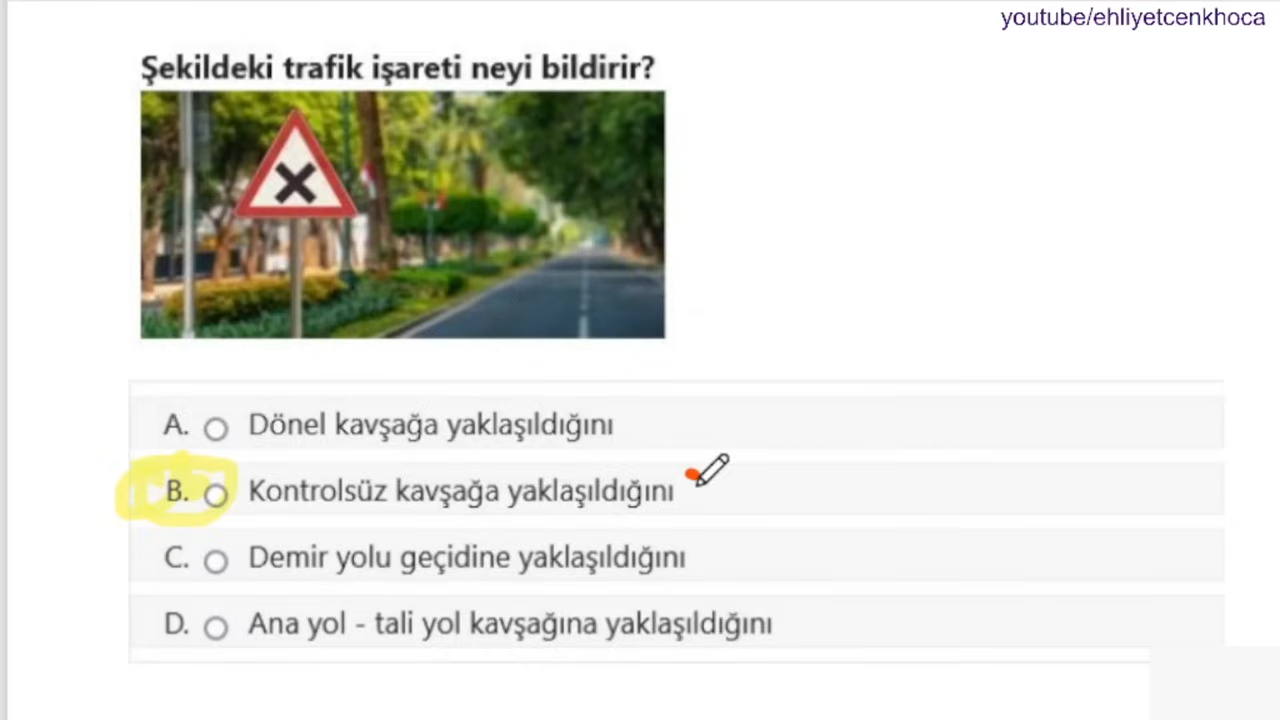 youtube/ehliyetcenkhoca
Şekildeki trafik işareti neyi bildirir?
A. Dönel kavşağa yaklaşıldığını
B. Kontrolsüz kavşağa yaklaşıldığını
C. Demir yolu geçidine yaklaşıldığını
D. Ana yol - tali yol kavşağına yaklaşıldığını